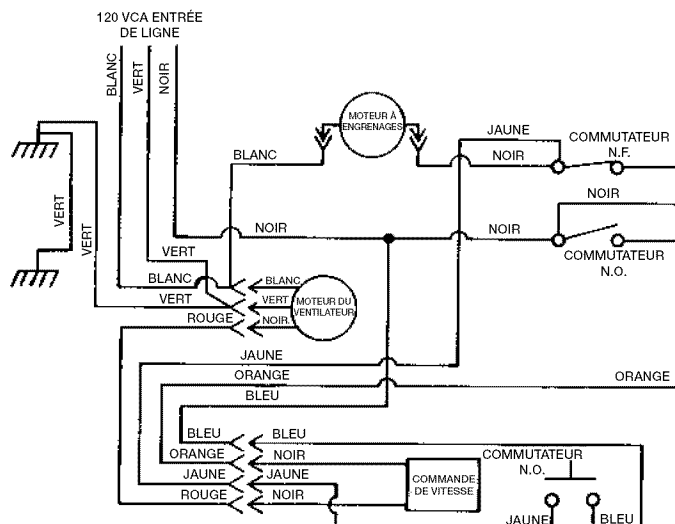 120 VCA ENTRÉE
DE LIGNE
BLANC
VERT
NOIR
MOTEUR À
ENGRENAGES
JAUNE
COMMUTATEUR
N.F.
BLANC
NOIR
VERT
VERT
NOIR
NOIR
NOIR
COMMUTATEUR
N.O.
VERT
BLANC
BLANC
VERT
VERT
MOTEUR DU
VENTILATEUR
ROUGE
NOIR
JAUNE
ORANGE
ORANGE
BLEU
BLEU
BLEU
ORANGE
NOIR
JAUNE
JAUNE
ROUGE
NOIR
COMMANDE
DE VITESSE
COMMUTATEUR
N.O.
JAUNE
BLEU